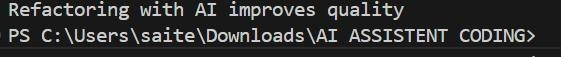 Refactoring with AI improves quality
PS C:\Users\saite\Downloads\AI ASSISTENT CODING>